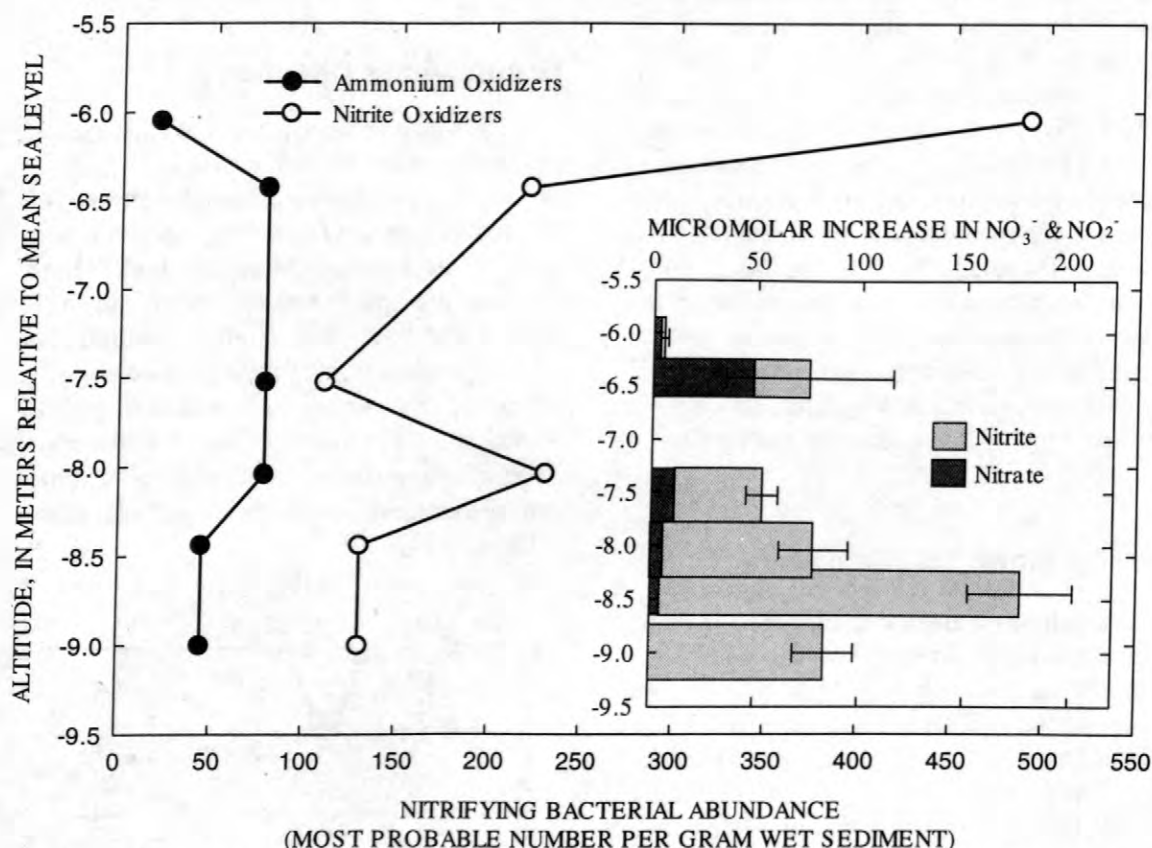 -5.5
-6.0
-6.5
-7.0
-7.5
-8.0
-8.5
-9.0
-9.5
ALTITUDE, IN METERS RELATIVE TO MEAN SEA LEVEL
Ammonium Oxidizers
Nitrite Oxidizers
MICROMOLAR INCREASE IN NO3 & NO2-
0 50 100 150 200
-5.5
-6.0
-6.5
-7.0
-7.5
-8.0
-8.5
-9.0
-9.5
Nitrite
Nitrate
0 50 100 150 200 250 300 350 400 450 500 550
NITRIFYING BACTERIAL ABUNDANCE
(MOST PROBABLE NUMBER PER GRAM WET SEDIMENT)